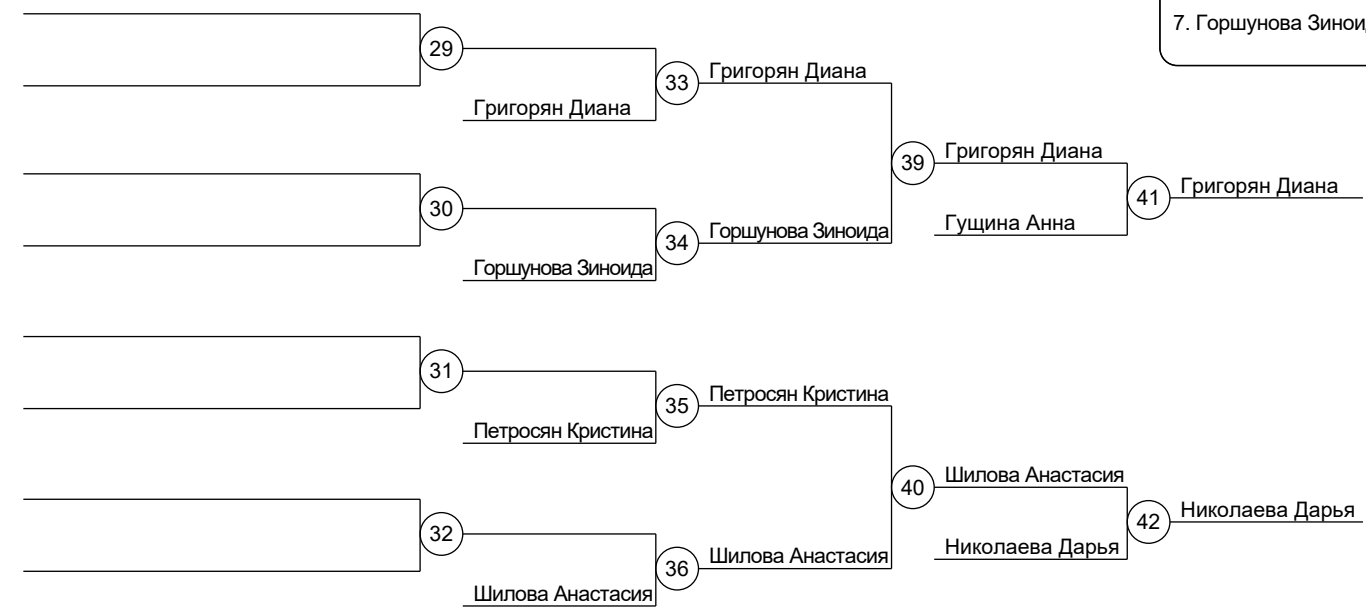 7. Горшунова Зинои
29
33
Григорян Диана
Григорян Диана
39
Григорян Диана
41
Григорян Диана
30
34
Горшунова Зиноида
Гущина Анна
Горшунова Зиноида
31
35
Петросян Кристина
Петросян Кристина
40
Шилова Анастасия
42
Николаева Дарья
32
36
Шилова Анастасия
Николаева Дарья
Шилова Анастасия